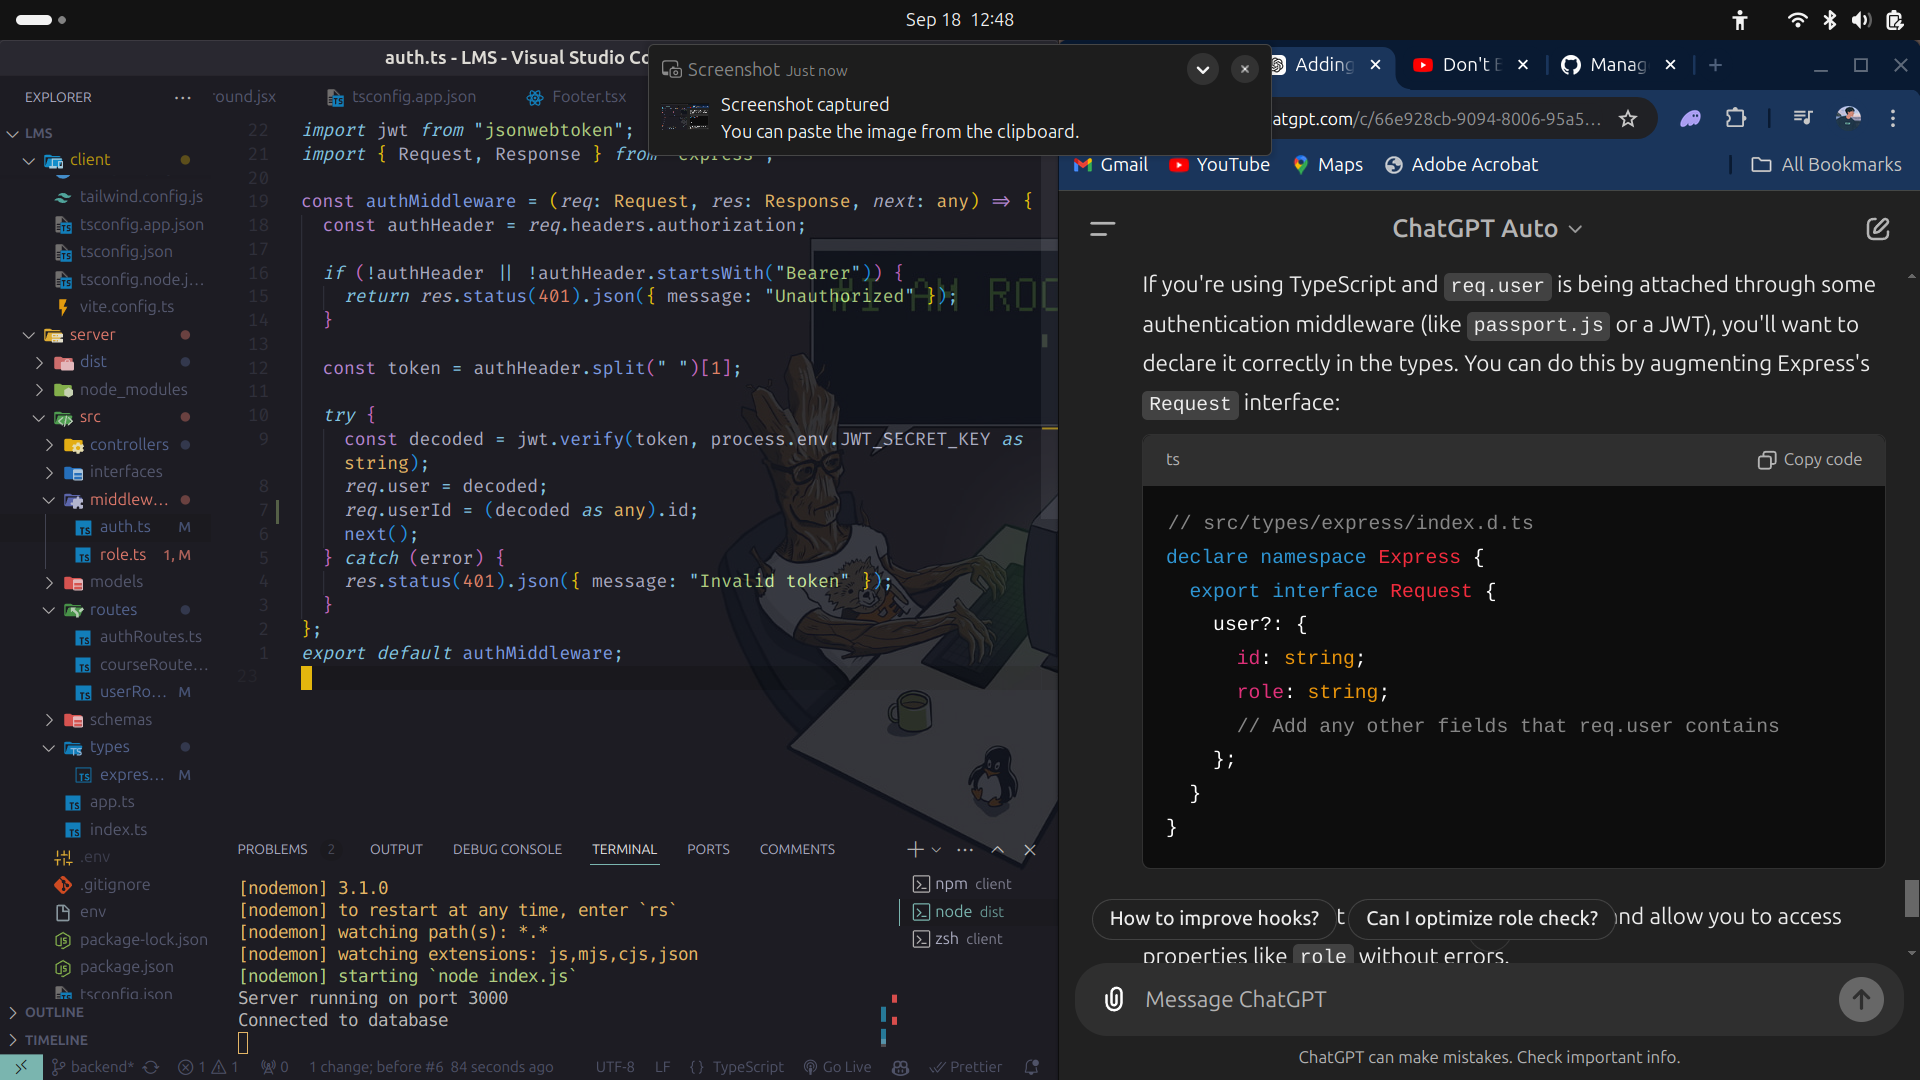 Sep 18 12:48
auth.ts - LMS - Visual Studio Co
Screenshot Just now
Screenshot captured
You can paste the image from the clipboard.
EXPLORER
LMS
client
tailwind.config.js
tsconfig.app.json
tsconfig.json
tsconfig.node.j...
vite.config.ts
server
dist
node_modules
src
controllers
interfaces
middlew...
auth.ts M
role.ts 1, M
models
routes
authRoutes.ts
courseRoute...
userRo... M
schemas
types
expres... M
app.ts
index.ts
.env
.gitignore
env
package-lock.json
package.json
tsconfig.json
OUTLINE
TIMELINE
ound.jsx tsconfig.app.json Footer.tsx
22 import jwt from "jsonwebtoken";
21 import { Request, Response } from "express";
20
19 const authMiddleware = (req: Request, res: Response, next: any) => {
18 const authHeader = req.headers.authorization;
17
16 if (!authHeader || !authHeader.startsWith("Bearer")) {
15 return res.status(401).json({ message: "Unauthorized" });
14 }
13
12 const token = authHeader.split(" ")[1];
11
10 try {
9 const decoded = jwt.verify(token, process.env.JWT_SECRET_KEY as
string);
8 req.user = decoded;
7 req.userId = (decoded as any).id;
6 next();
5 } catch (error) {
4 res.status(401).json({ message: "Invalid token" });
3 }
2 };
1 export default authMiddleware;
23
#I AM ROO
PROBLEMS 2 OUTPUT DEBUG CONSOLE TERMINAL PORTS COMMENTS
[nodemon] 3.1.0
[nodemon] to restart at any time, enter `rs`
[nodemon] watching path(s): *.*
[nodemon] watching extensions: js,mjs,cjs,json
[nodemon] starting `node index.js`
Server running on port 3000
Connected to database
npm client
node dist
zsh client
backend* 1 1 0 1 change; before #6 84 seconds ago UTF-8 LF {} TypeScript Go Live Prettier
Adding Don't E Manag
atgpt.com/c/66e928cb-9094-8006-95a5...
Gmail YouTube Maps Adobe Acrobat All Bookmarks
ChatGPT Auto
If you're using TypeScript and req.user is being attached through some
authentication middleware (like passport.js or a JWT), you'll want to
declare it correctly in the types. You can do this by augmenting Express's
Request interface:
ts Copy code
// src/types/express/index.d.ts
declare namespace Express {
export interface Request {
user?: {
id: string;
role: string;
// Add any other fields that req.user contains
};
}
}
How to improve hooks? t Can I optimize role check? nd allow you to access
properties like role without errors.
Message ChatGPT
ChatGPT can make mistakes. Check important info.